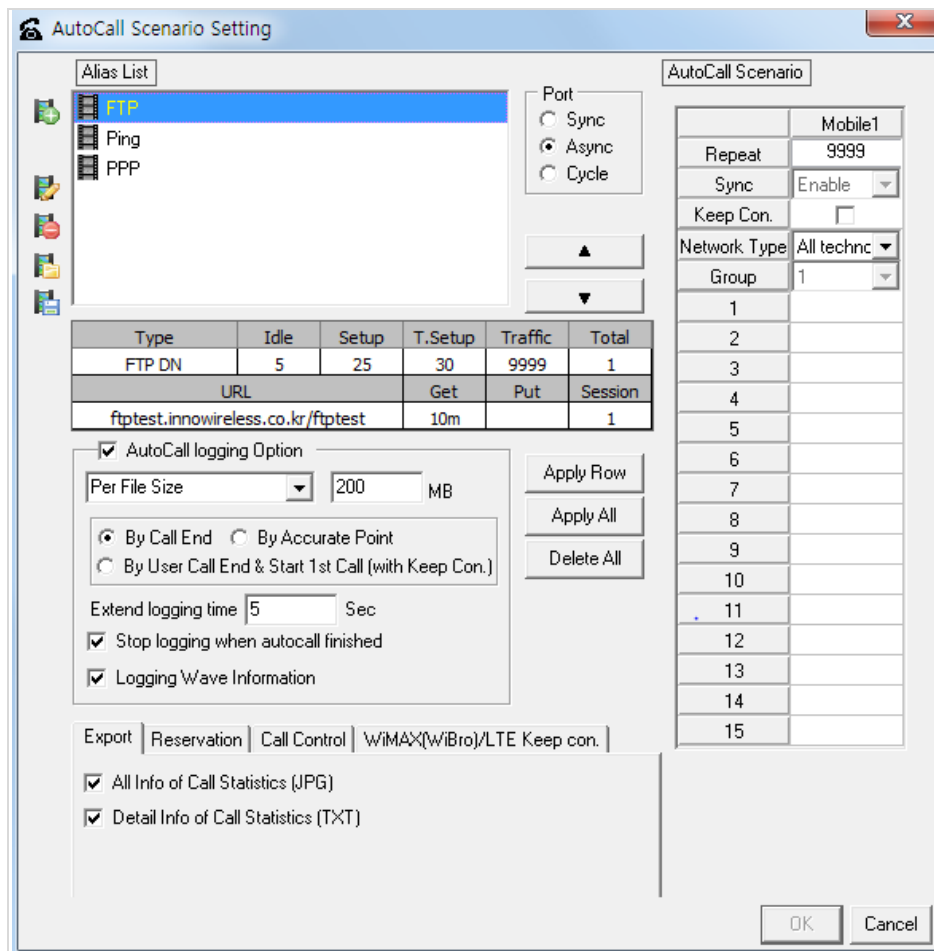 AutoCall Scenario Setting
x
Alias List
FTP
Ping
PPP
Port
Sync
Async
Cycle
Type Idle Setup T.Setup Traffic Total
FTP DN 5 25 30 9999 1
URL Get Put Session
ftptest.innowireless.co.kr/ftptest 10m 1
AutoCall logging Option
Per File Size 200 MB
By Call End By Accurate Point
By User Call End & Start 1st Call (with Keep Con.)
Extend logging time 5 Sec
Stop logging when autocall finished
Logging Wave Information
Apply Row
Apply All
Delete All
Export Reservation Call Control WiMAX(WiBro)/LTE Keep con.
All Info of Call Statistics (JPG)
Detail Info of Call Statistics (TXT)
AutoCall Scenario
Mobile1
Repeat 9999
Sync Enable
Keep Con.
Network Type All technc
Group 1
1
2
3
4
5
6
7
8
9
10
11
12
13
14
15
OK Cancel